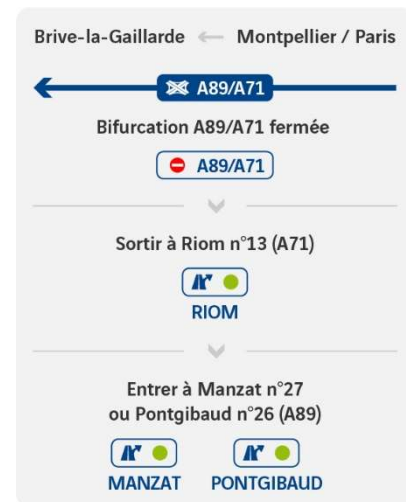 Brive-la-Gaillarde Montpellier / Paris
A89/A71
Bifurcation A89/A71 fermée
A89/A71
Sortir à Riom n°13 (A71)
RIOM
Entrer à Manzat n°27
ou Pontgibaud n°26 (A89)
MANZAT PONTGIBAUD